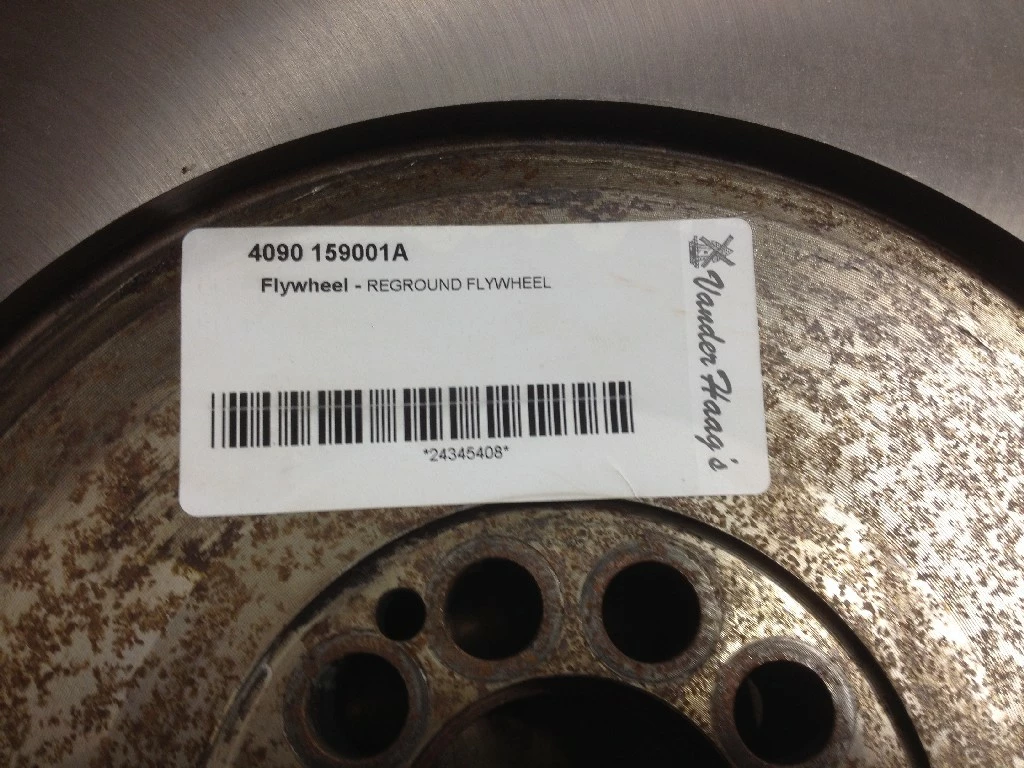 4090 159001A
Flywheel - REGROUND FLYWHEEL
*24345408*
Vander Haag's